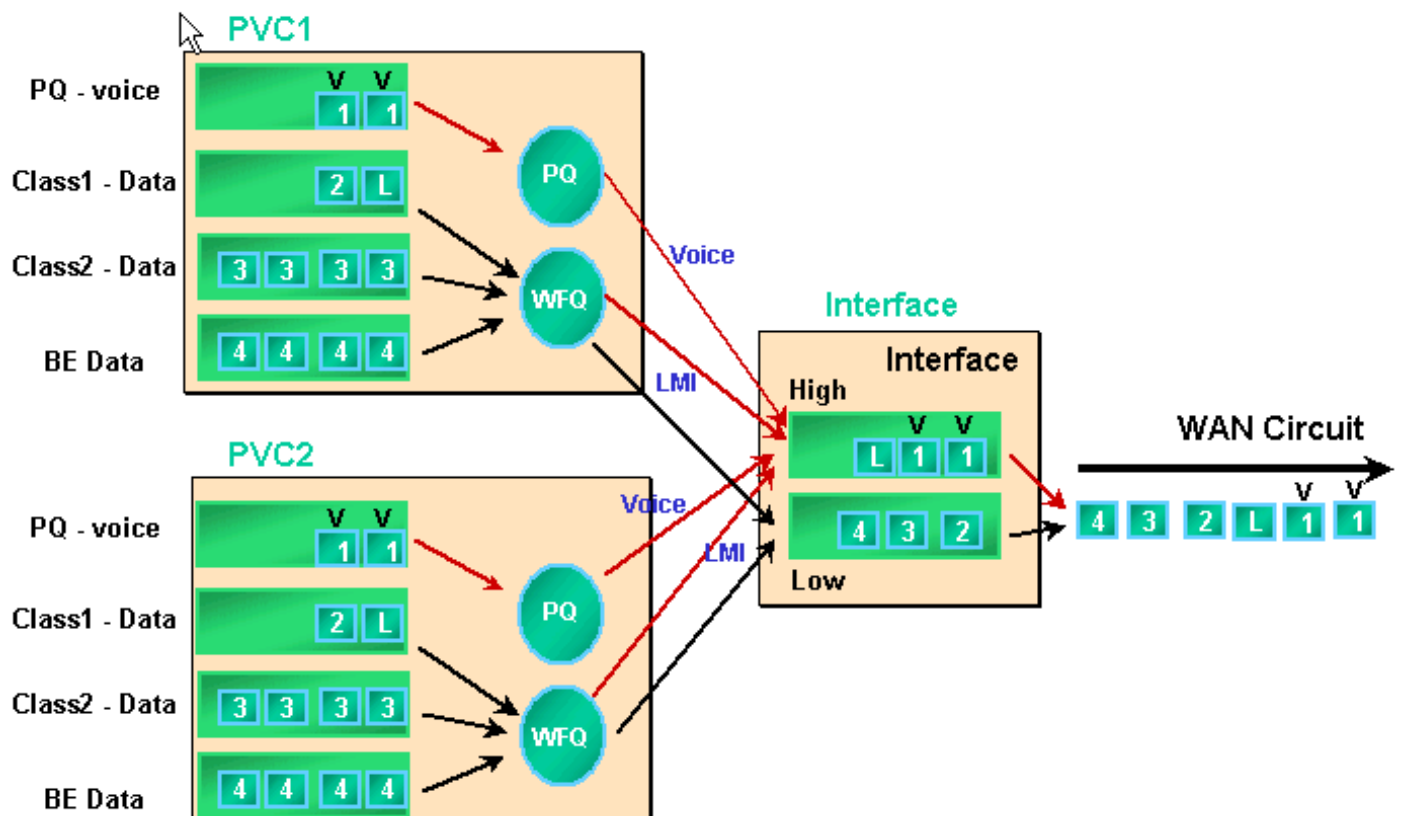 PVC1
PQ - voice
V V
1 1
PQ
Class1 - Data
2 L
Class2 - Data
3 3 3 3
WFQ
BE Data
4 4 4 4
Voice
LMI
PVC2
PQ - voice
V V
1 1
PQ
Class1 - Data
2 L
Class2 - Data
3 3 3 3
WFQ
BE Data
4 4 4 4
Voice
LMI
Interface
Interface
High
V V
L 1 1
4 3 2
Low
WAN Circuit
V V
4 3 2 L 1 1